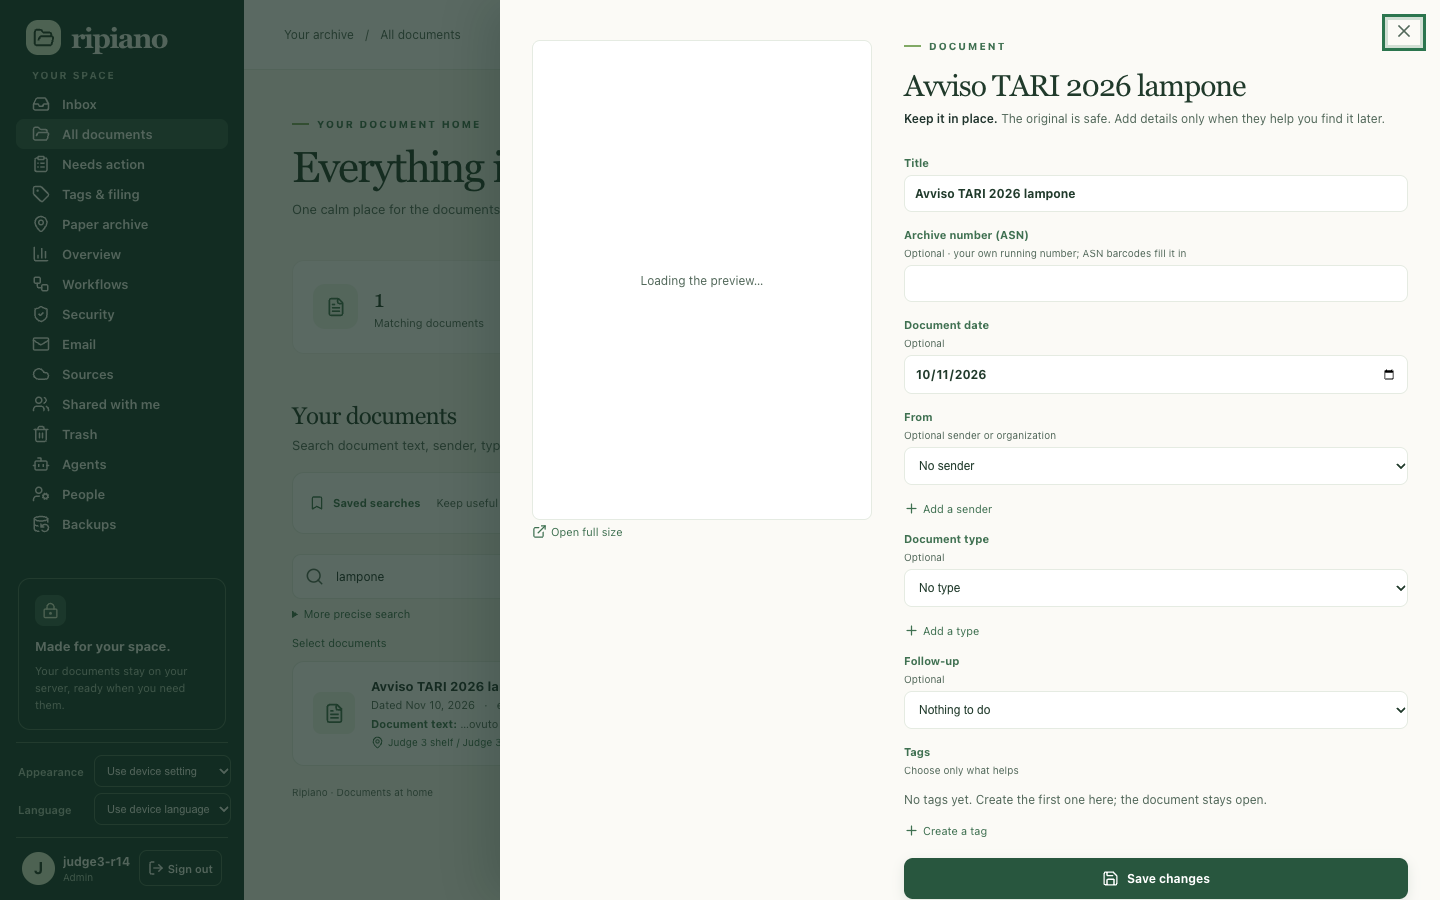 ripiano
YOUR SPACE
Inbox
All documents
Needs action
Tags & filing
Paper archive
Overview
Workflows
Security
Email
Sources
Shared with me
Trash
Agents
People
Backups
Made for your space.
Your documents stay on your
server, ready when you need
them.
Appearance
Use device setting
Language
Use device language
J
judge3-r14
Admin
Sign out
Your archive / All documents
YOUR DOCUMENT HOME
Everything
One calm place for the documents
1
Matching documents
Your documents
Search document text, sender,
Saved searches Keep useful
lampone
More precise search
Select documents
Avviso TARI 2026
Dated Nov 10, 2026 ·
Document text: ...ovuto
Judge 3 shelf / Judge 3
Ripiano · Documents at home
Loading the preview...
Open full size
DOCUMENT
Avviso TARI 2026 lampone
Keep it in place. The original is safe. Add details only when they help you find it later.
Title
Avviso TARI 2026 lampone
Archive number (ASN)
Optional · your own running number; ASN barcodes fill it in
Document date
Optional
10/11/2026
From
Optional sender or organization
No sender
Add a sender
Document type
Optional
No type
Add a type
Follow-up
Optional
Nothing to do
Tags
Choose only what helps
No tags yet. Create the first one here; the document stays open.
Create a tag
Save changes